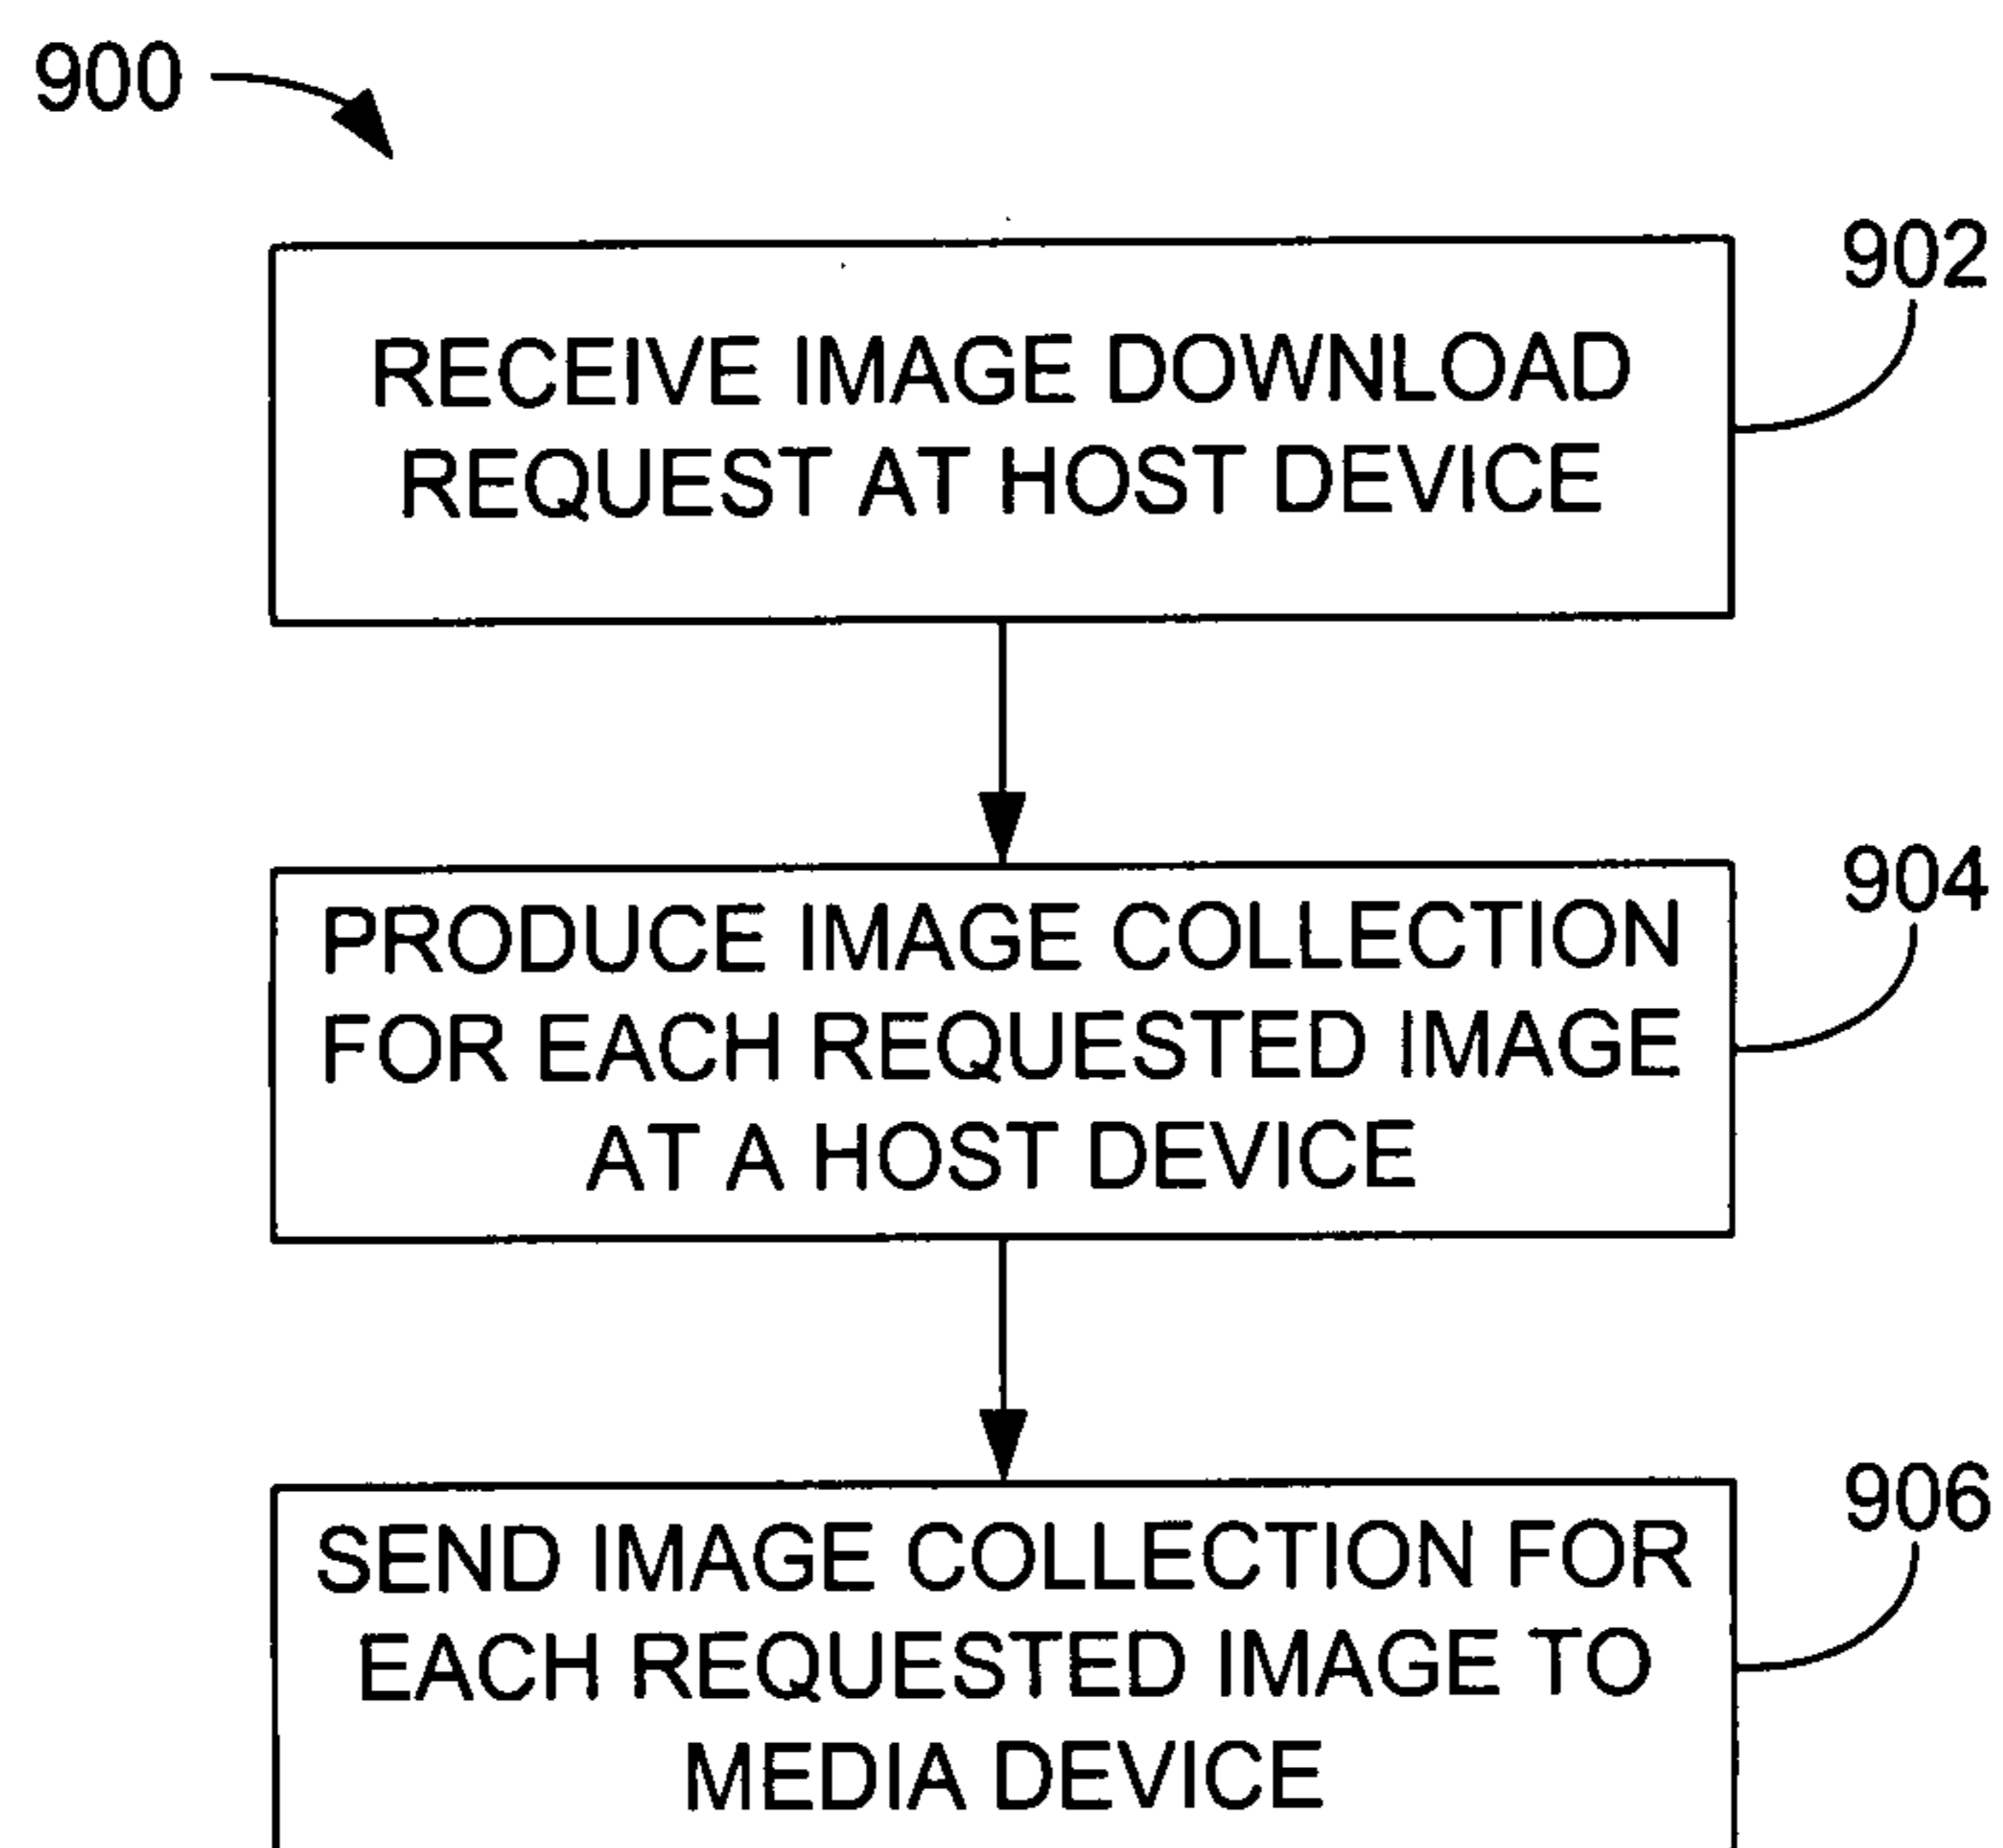 900
902
RECEIVE IMAGE DOWNLOAD
REQUEST AT HOST DEVICE
904
PRODUCE IMAGE COLLECTION
FOR EACH REQUESTED IMAGE
AT A HOST DEVICE
906
SEND IMAGE COLLECTION FOR
EACH REQUESTED IMAGE TO
MEDIA DEVICE